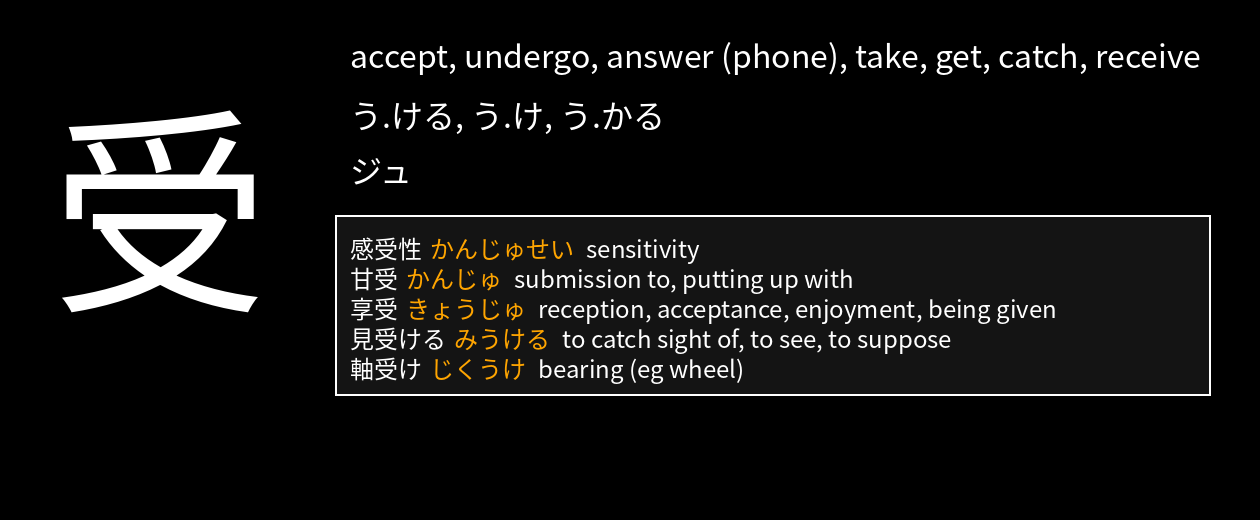 受
accept, undergo, answer (phone), take, get, catch, receive
う.ける, う.け, う.かる
ジュ
感受性 かんじゅせい sensitivity
甘受 かんじゅ submission to, putting up with
享受 きょうじゅ reception, acceptance, enjoyment, being given
見受ける みうける to catch sight of, to see, to suppose
軸受け じくうけ bearing (eg wheel)